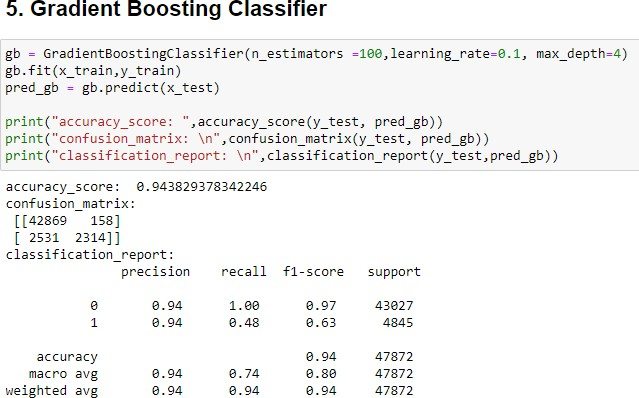 5. Gradient Boosting Classifier
gb = GradientBoostingClassifier(n_estimators =100,learning_rate=0.1, max_depth=4)
gb.fit(x_train,y_train)
pred_gb = gb.predict(x_test)
print("accuracy_score: ",accuracy_score(y_test, pred_gb))
print("confusion_matrix: \n",confusion_matrix(y_test, pred_gb))
print("classification_report: \n",classification_report(y_test,pred_gb))
accuracy_score:  0.943829378342246
confusion_matrix:
[[42869   158]
[ 2531  2314]]
classification_report:
precision    recall  f1-score   support
0       0.94      1.00      0.97     43027
1       0.94      0.48      0.63      4845
accuracy                           0.94     47872
macro avg       0.94      0.74      0.80     47872
weighted avg       0.94      0.94      0.94     47872